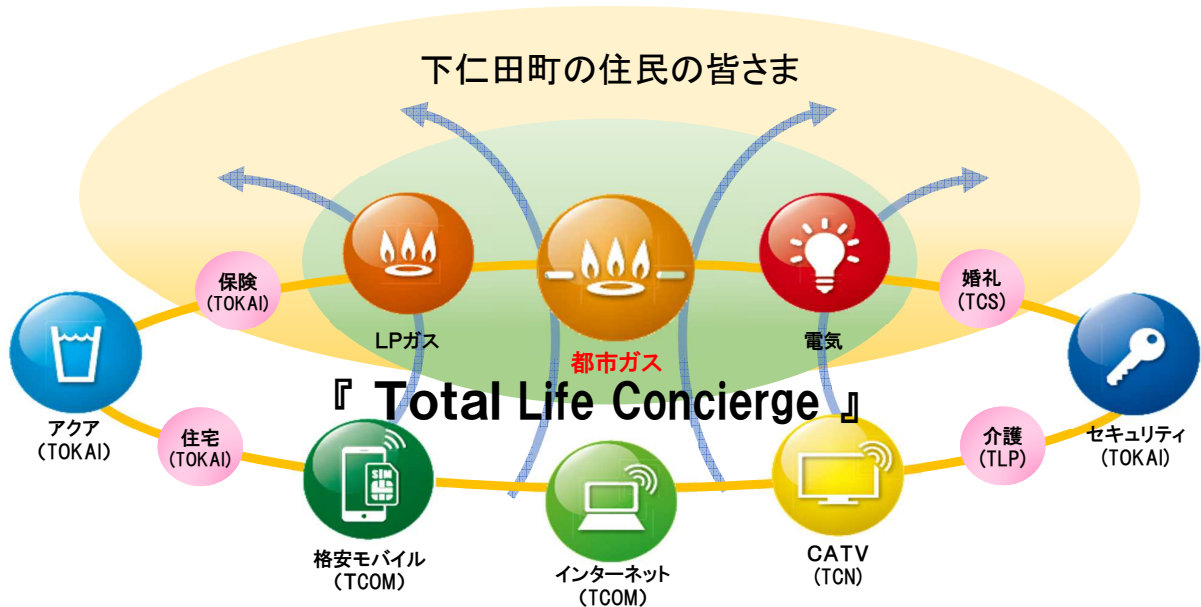 下仁田町の住民の皆さま
保険
(TOKAI)
婚礼
(TCS)
LPガス
都市ガス
電気
『 Total Life Concierge 』
アクア
(TOKAI)
住宅
(TOKAI)
介護
(TLP)
セキュリティ
(TOKAI)
SIM
格安モバイル
(TCOM)
インターネット
(TCOM)
CATV
(TCN)